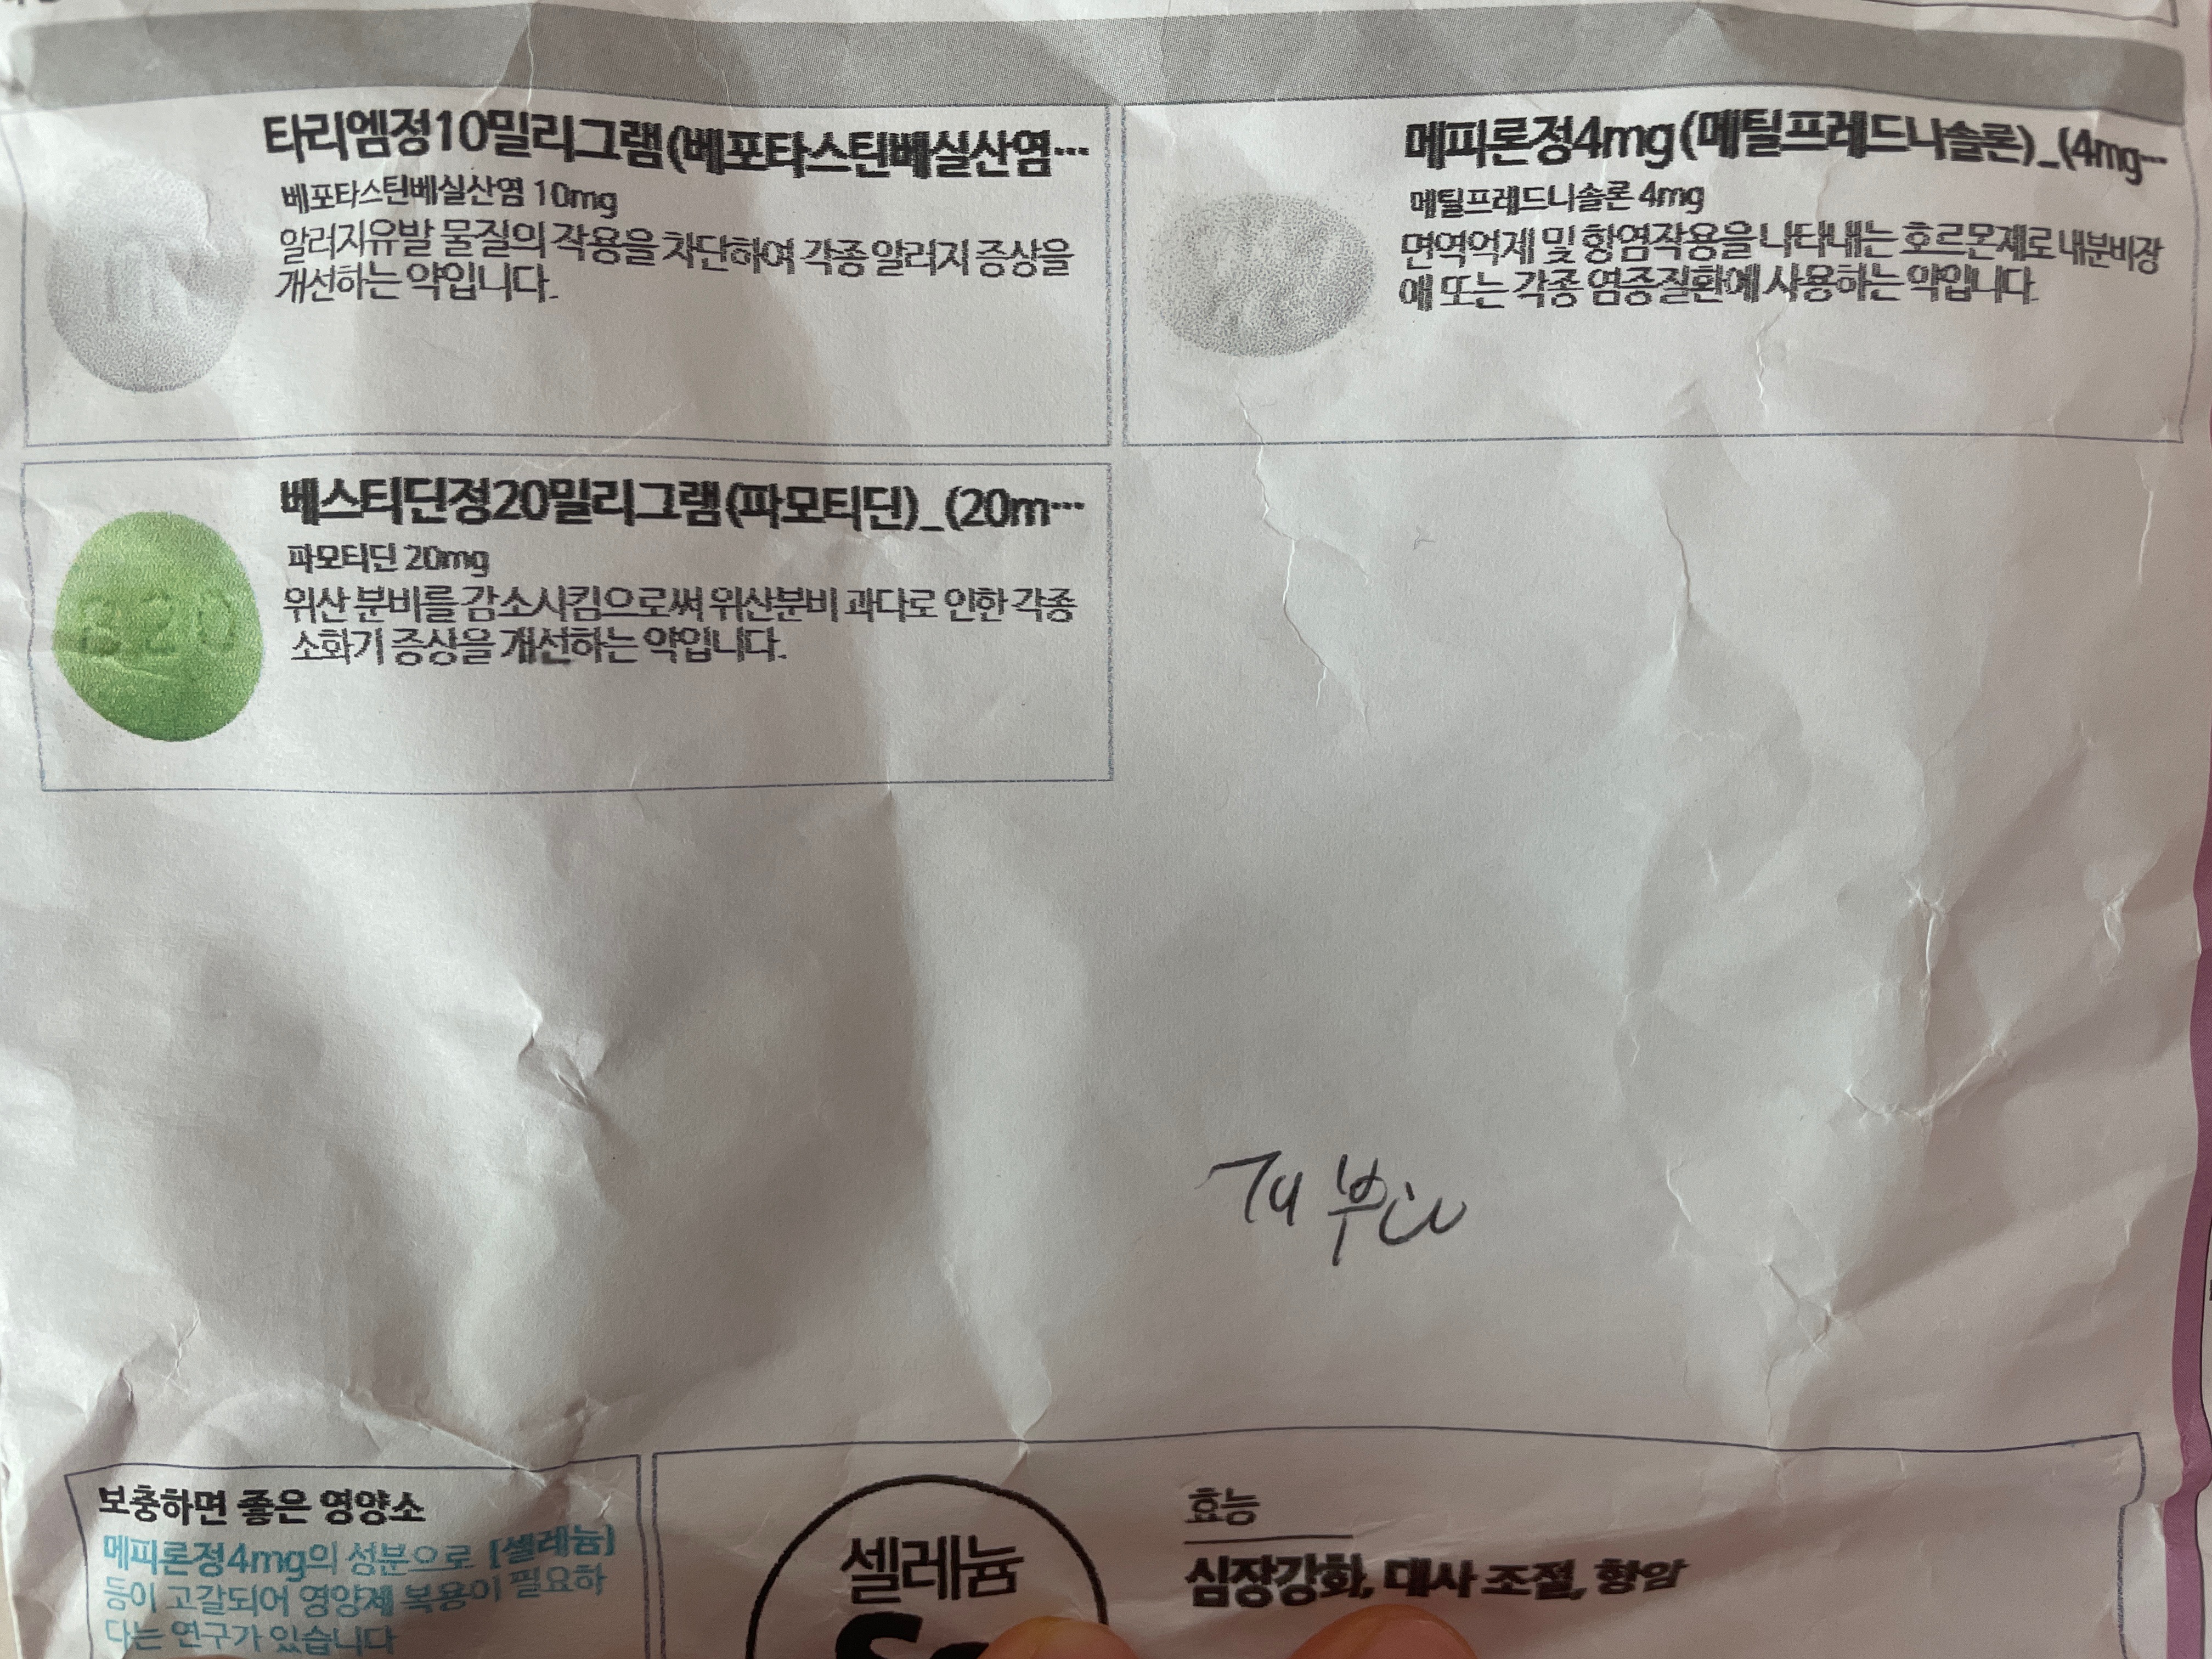 타리엠정10밀리그램(베포타스틴베실산염…
베포타스틴베실산염 10mg
알러지유발 물질의 작용을 차단하여 각종 알러지 증상을
개선하는 약입니다.
메피론정4mg(메틸프레드니솔론)_(4mg…
메틸프레드니솔론 4mg
면역억제 및 항염작용을 나타내는 호르몬제로 내분비장
애 또는 각종 염증질환에 사용하는 약입니다.
베스티딘정20밀리그램(파모티딘)_(20m…
파모티딘 20mg
위산 분비를 감소시킴으로써 위산분비 과다로 인한 각종
소화기 증상을 개선하는 약입니다.
B20
보충하면 좋은 영양소
메피론정4mg의 성분으로 [셀레늄]
등이 고갈되어 영양제 복용이 필요하
다는 연구가 있습니다
셀레늄
효능
심장강화, 대사 조절, 항암